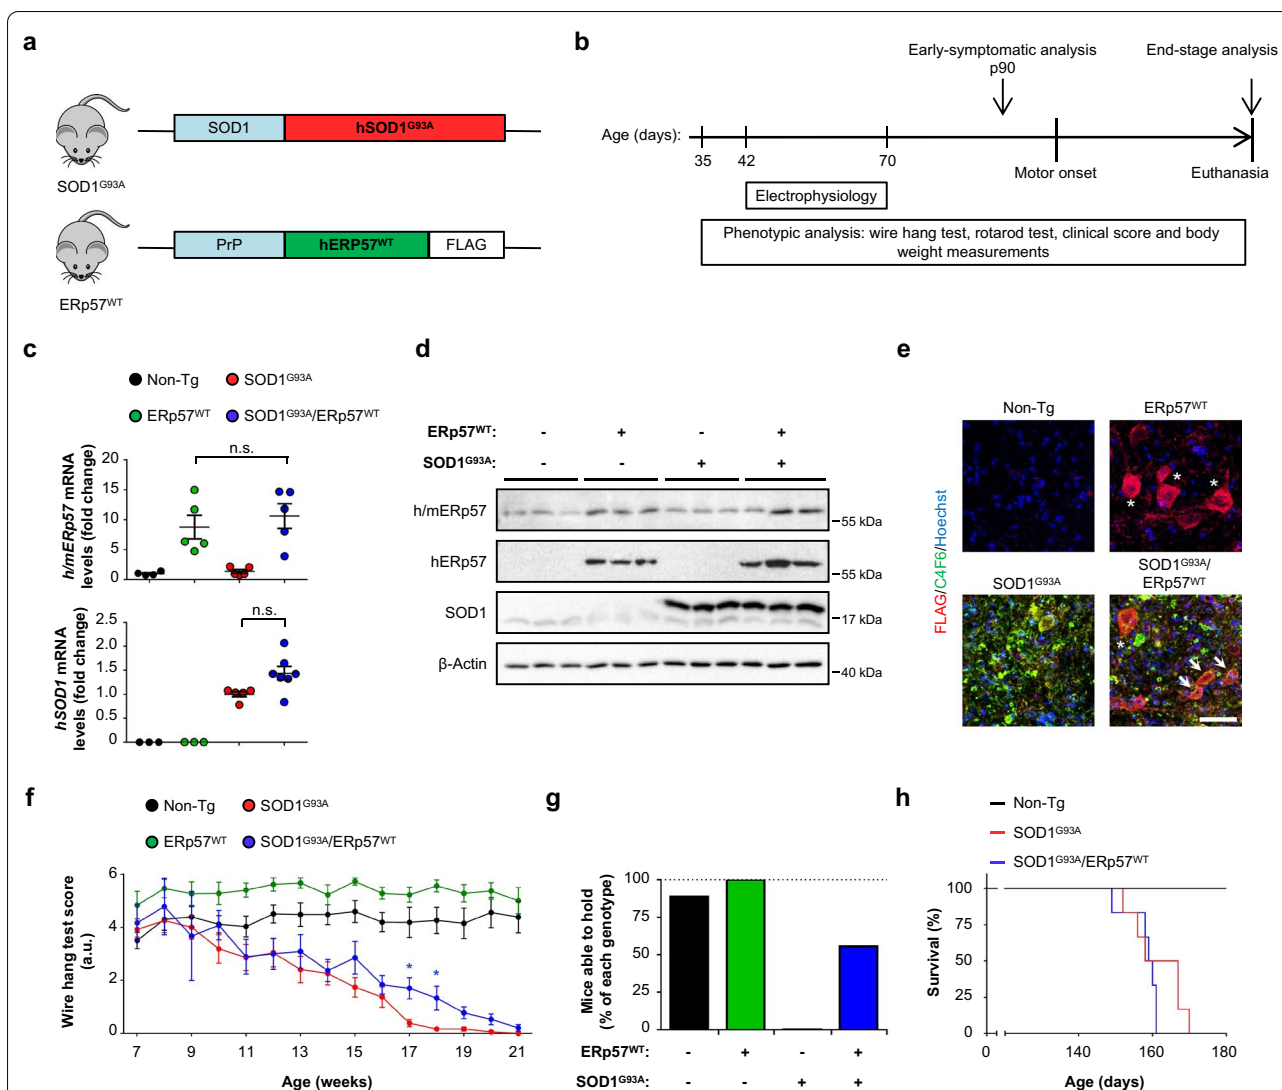 a
SOD1
hSOD1G93A
SOD1G93A
PrP
hERP57WT
FLAG
ERp57WT
b
Early-symptomatic analysis
p90
End-stage analysis
Age (days):
35
42
70
Motor onset
Euthanasia
Electrophysiology
Phenotypic analysis: wire hang test, rotarod test, clinical score and body
weight measurements
c
Non-Tg
SOD1G93A
ERp57WT
SOD1G93A/ERp57WT
n.s.
h/mErp57 mRNA
levels (fold change)
20
15
10
5
0
n.s.
hSOD1 mRNA
levels (fold change)
2.5
2.0
1.5
1.0
0.5
0
d
ERp57WT: - + - +
SOD1G93A: - - + +
h/mERp57
55 kDa
hERp57
55 kDa
SOD1
17 kDa
β-Actin
40 kDa
e
Non-Tg
ERp57WT
* * *
SOD1G93A
SOD1G93A/
ERp57WT
*
FLAG/C4F6/Hoechst
f
Non-Tg
SOD1G93A
ERp57WT
SOD1G93A/ERp57WT
Wire hang test score
(a.u.)
6
4
2
0
* *
7 9 11 13 15 17 19 21
Age (weeks)
g
Mice able to hold
(% of each genotype)
100
75
50
25
0
ERp57WT: - + - +
SOD1G93A: - - + +
h
Non-Tg
SOD1G93A
SOD1G93A/ERp57WT
Survival (%)
100
75
50
25
0
0 140 160 180
Age (days)